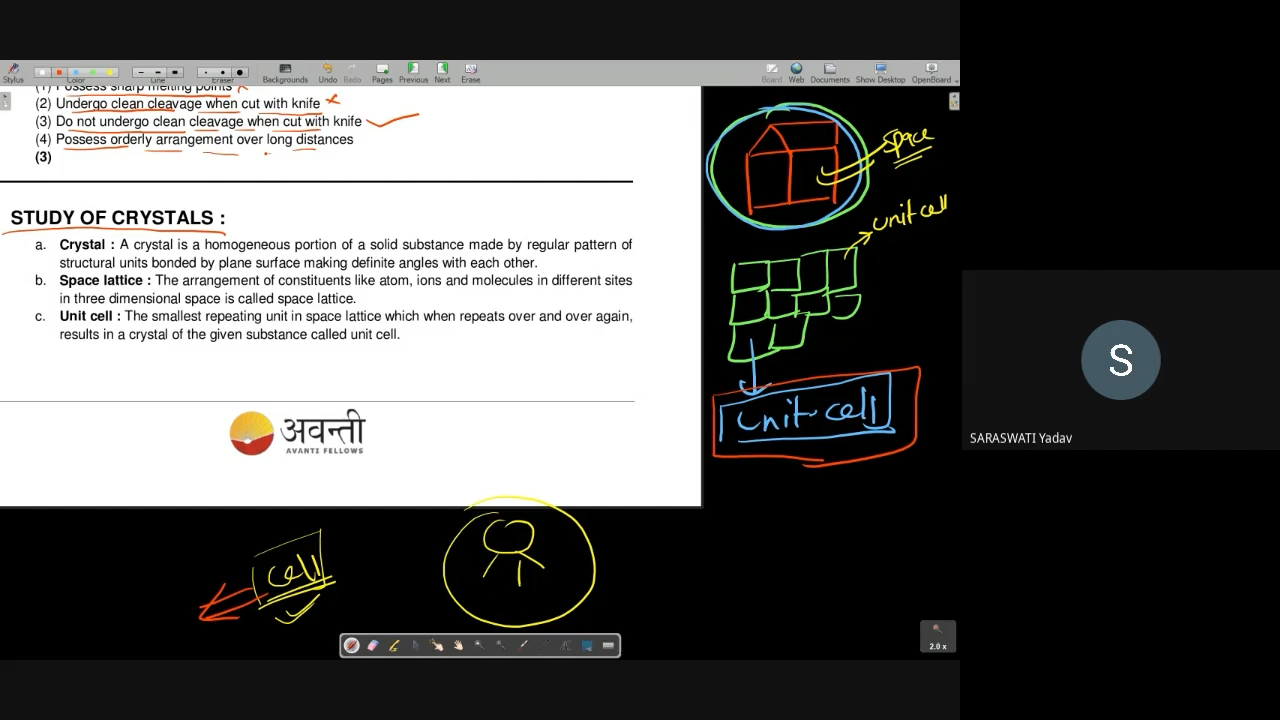 Stylus
Color
Line
Eraser
Backgrounds
Undo
Redo
Pages
Previous
Next
Erase
Board
Web
Documents
Show Desktop
OpenBoard
(1) Possess sharp melting points
(2) Undergo clean cleavage when cut with knife
(3) Do not undergo clean cleavage when cut with knife
(4) Possess orderly arrangement over long distances
(3)
space
unit cell
STUDY OF CRYSTALS :
a. Crystal : A crystal is a homogeneous portion of a solid substance made by regular pattern of
structural units bonded by plane surface making definite angles with each other.
b. Space lattice : The arrangement of constituents like atom, ions and molecules in different sites
in three dimensional space is called space lattice.
c. Unit cell : The smallest repeating unit in space lattice which when repeats over and over again,
results in a crystal of the given substance called unit cell.
unit-cell
अवन्ती
AVANTI FELLOWS
cell
S
SARASWATI Yadav
2.0 x